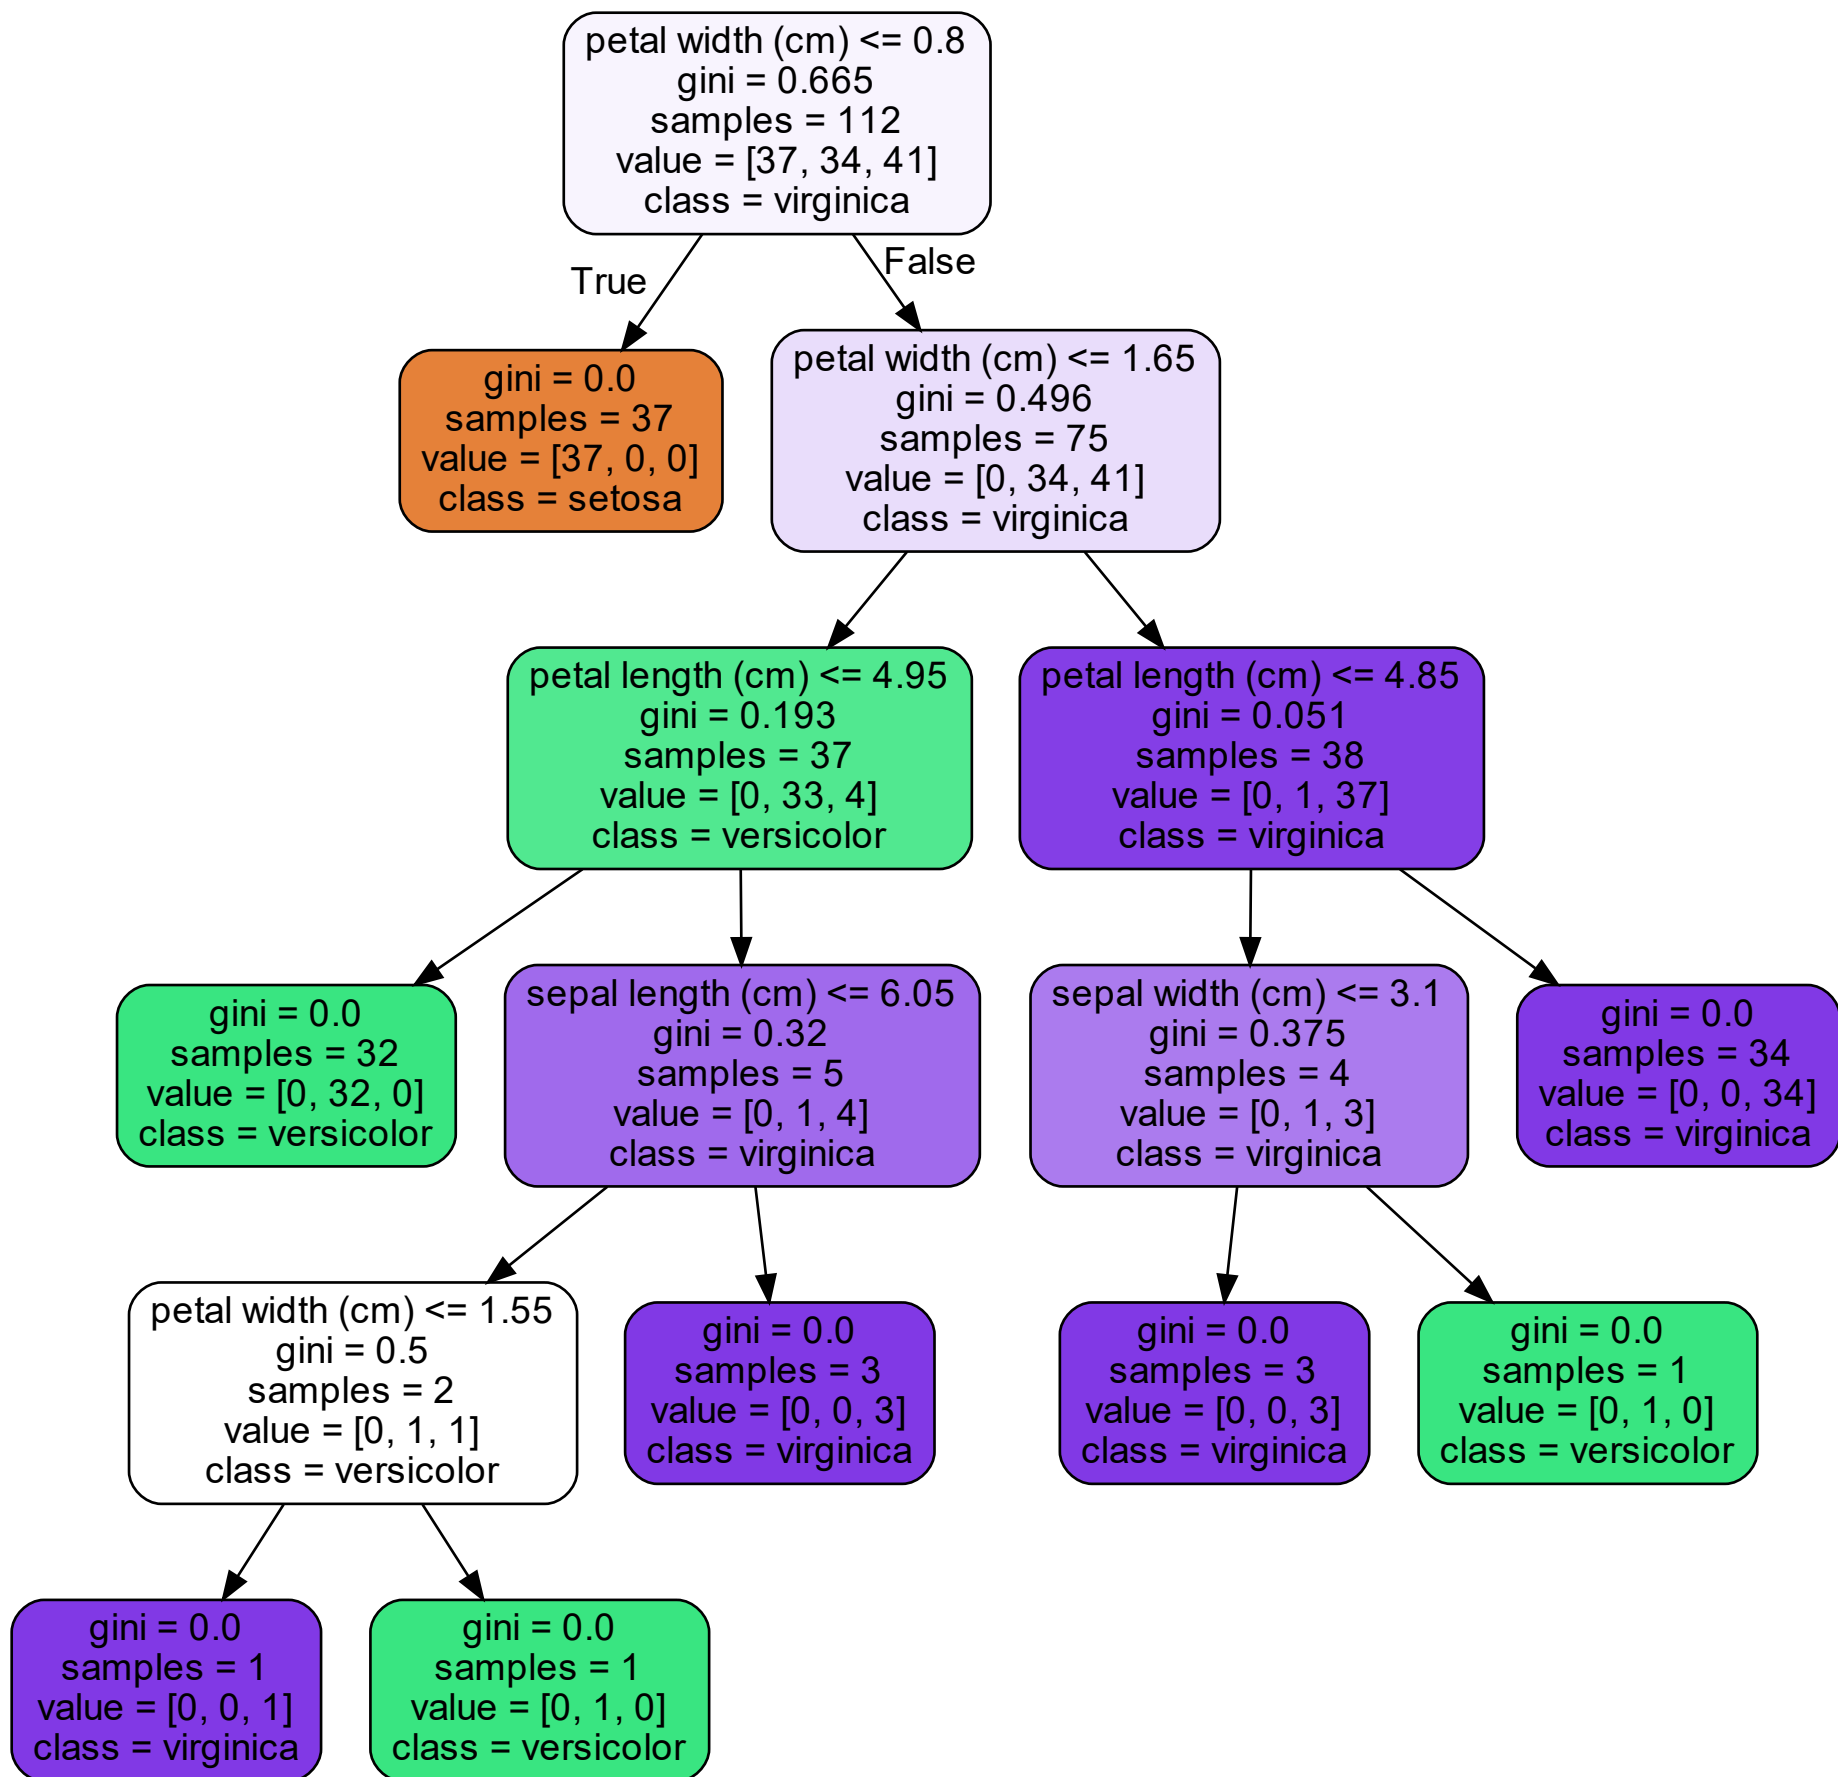 petal width (cm) <= 0.8
gini = 0.665
samples = 112
value = [37, 34, 41]
class = virginica
True
False
gini = 0.0
samples = 37
value = [37, 0, 0]
class = setosa
petal width (cm) <= 1.65
gini = 0.496
samples = 75
value = [0, 34, 41]
class = virginica
petal length (cm) <= 4.95
gini = 0.193
samples = 37
value = [0, 33, 4]
class = versicolor
petal length (cm) <= 4.85
gini = 0.051
samples = 38
value = [0, 1, 37]
class = virginica
gini = 0.0
samples = 32
value = [0, 32, 0]
class = versicolor
sepal length (cm) <= 6.05
gini = 0.32
samples = 5
value = [0, 1, 4]
class = virginica
sepal width (cm) <= 3.1
gini = 0.375
samples = 4
value = [0, 1, 3]
class = virginica
gini = 0.0
samples = 34
value = [0, 0, 34]
class = virginica
petal width (cm) <= 1.55
gini = 0.5
samples = 2
value = [0, 1, 1]
class = versicolor
gini = 0.0
samples = 3
value = [0, 0, 3]
class = virginica
gini = 0.0
samples = 3
value = [0, 0, 3]
class = virginica
gini = 0.0
samples = 1
value = [0, 1, 0]
class = versicolor
gini = 0.0
samples = 1
value = [0, 0, 1]
class = virginica
gini = 0.0
samples = 1
value = [0, 1, 0]
class = versicolor